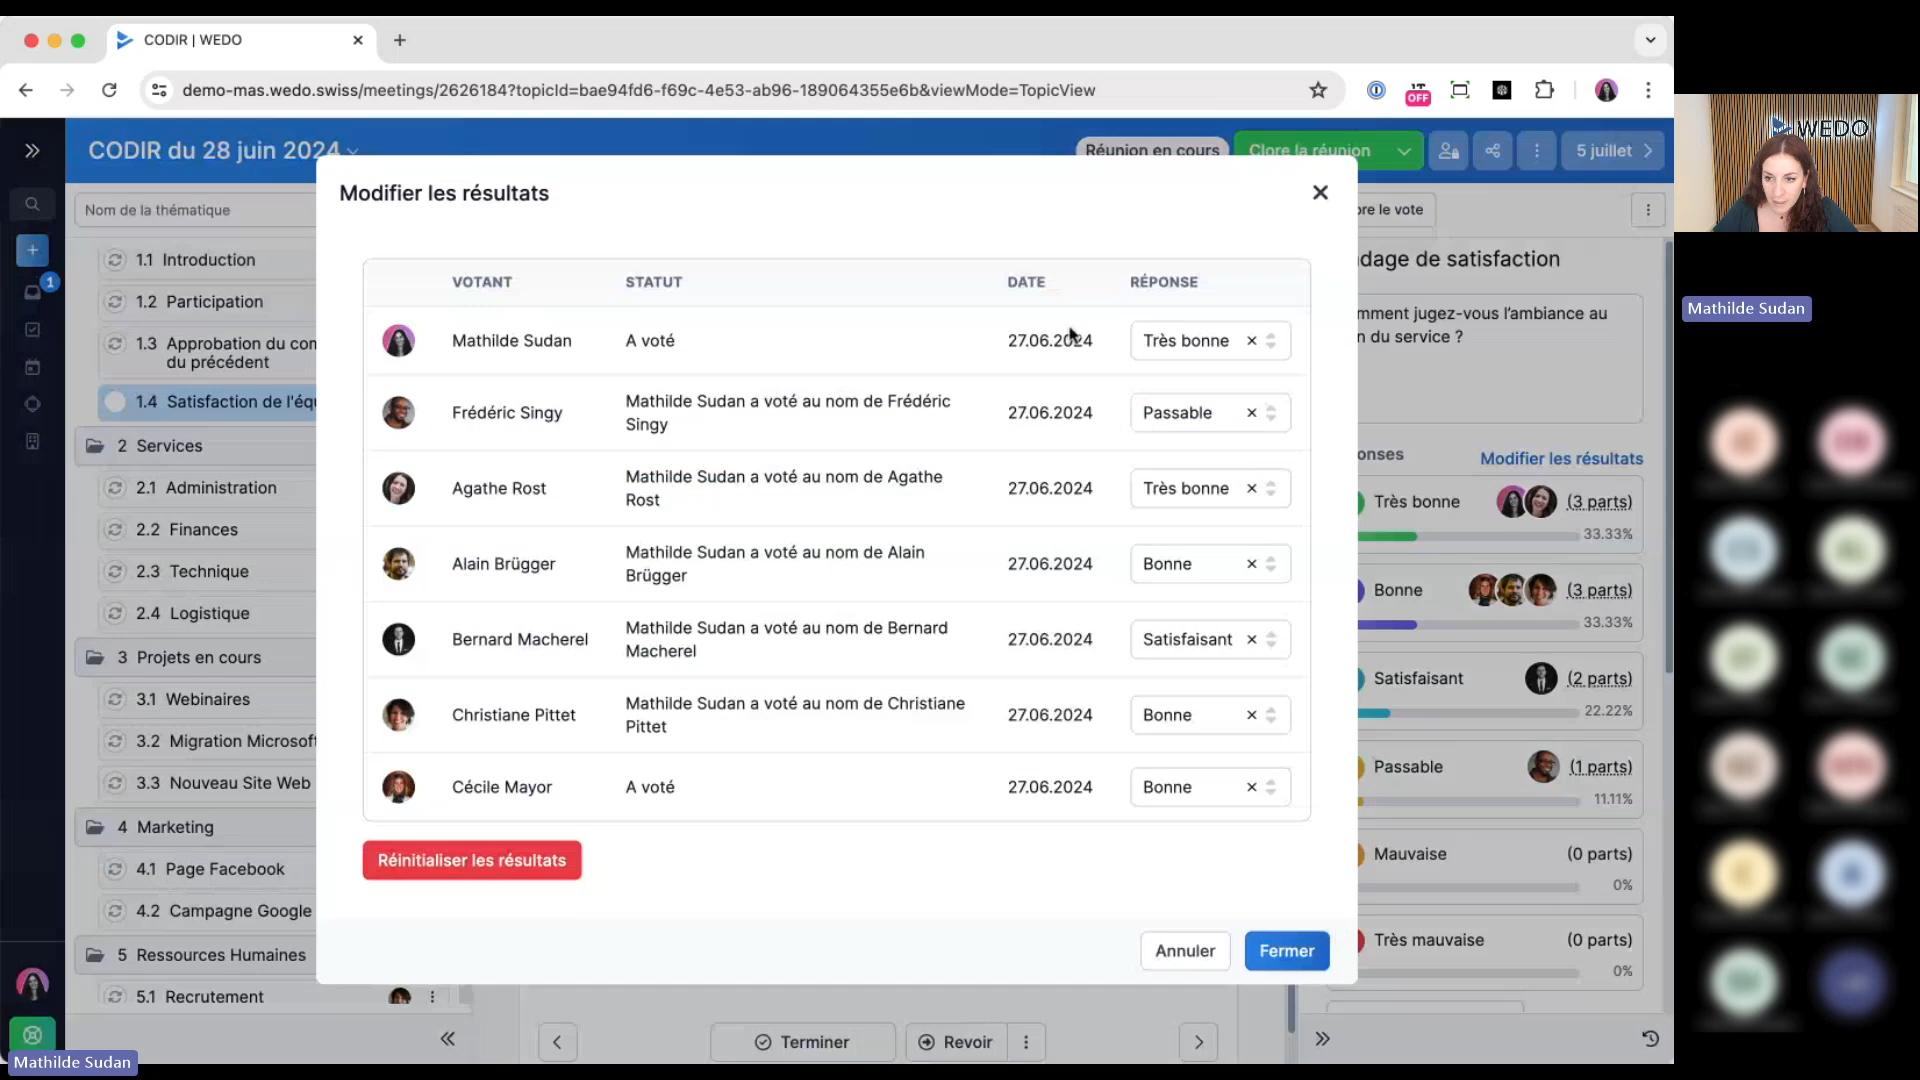 CODIR | WEDO
demo-mas.wedo.swiss/meetings/2626184?topicId=bae94fd6-f69c-4e53-ab96-189064355e6b&viewMode=TopicView
OFF
CODIR du 28 juin 2024
Réunion en cours
Clore la réunion
5 juillet
Nom de la thématique
1
1.1 Introduction
1.2 Participation
1.3 Approbation du con
du précédent
1.4 Satisfaction de l'équ
2 Services
2.1 Administration
2.2 Finances
2.3 Technique
2.4 Logistique
3 Projets en cours
3.1 Webinaires
3.2 Migration Microsoft
3.3 Nouveau Site Web
4 Marketing
4.1 Page Facebook
4.2 Campagne Google
5 Ressources Humaines
5.1 Recrutement
Modifier les résultats
VOTANT STATUT DATE RÉPONSE
Mathilde Sudan A voté 27.06.2024 Très bonne
Frédéric Singy Mathilde Sudan a voté au nom de Frédéric
Singy 27.06.2024 Passable
Agathe Rost Mathilde Sudan a voté au nom de Agathe
Rost 27.06.2024 Très bonne
Alain Brügger Mathilde Sudan a voté au nom de Alain
Brügger 27.06.2024 Bonne
Bernard Macherel Mathilde Sudan a voté au nom de Bernard
Macherel 27.06.2024 Satisfaisant
Christiane Pittet Mathilde Sudan a voté au nom de Christiane
Pittet 27.06.2024 Bonne
Cécile Mayor A voté 27.06.2024 Bonne
Réinitialiser les résultats
Annuler
Fermer
Terminer
Revoir
ore le vote
dage de satisfaction
mment jugez-vous l'ambiance au
n du service ?
onses
Modifier les résultats
Très bonne (3 parts)
33.33%
Bonne (3 parts)
33.33%
Satisfaisant (2 parts)
22.22%
Passable (1 parts)
11.11%
Mauvaise (0 parts)
0%
Très mauvaise (0 parts)
0%
WEDO
Mathilde Sudan
Mathilde Sudan